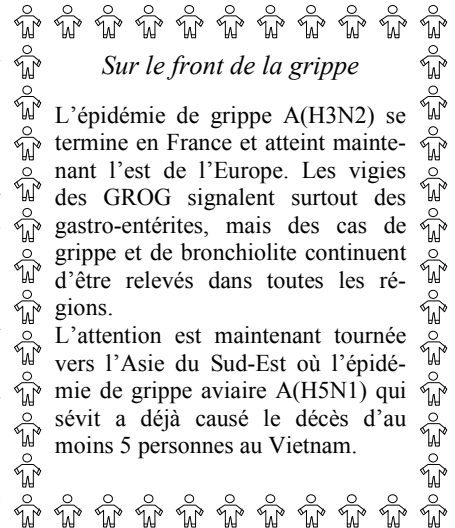 Sur le front de la grippe
L’épidémie de grippe A(H3N2) se
termine en France et atteint mainte-
nant l’est de l’Europe. Les vigies
des GROG signalent surtout des
gastro-entérites, mais des cas de
grippe et de bronchiolite continuent
d’être relevés dans toutes les ré-
gions.
L’attention est maintenant tournée
vers l’Asie du Sud-Est où l’épidé-
mie de grippe aviaire A(H5N1) qui
sévit a déjà causé le décès d’au
moins 5 personnes au Vietnam.